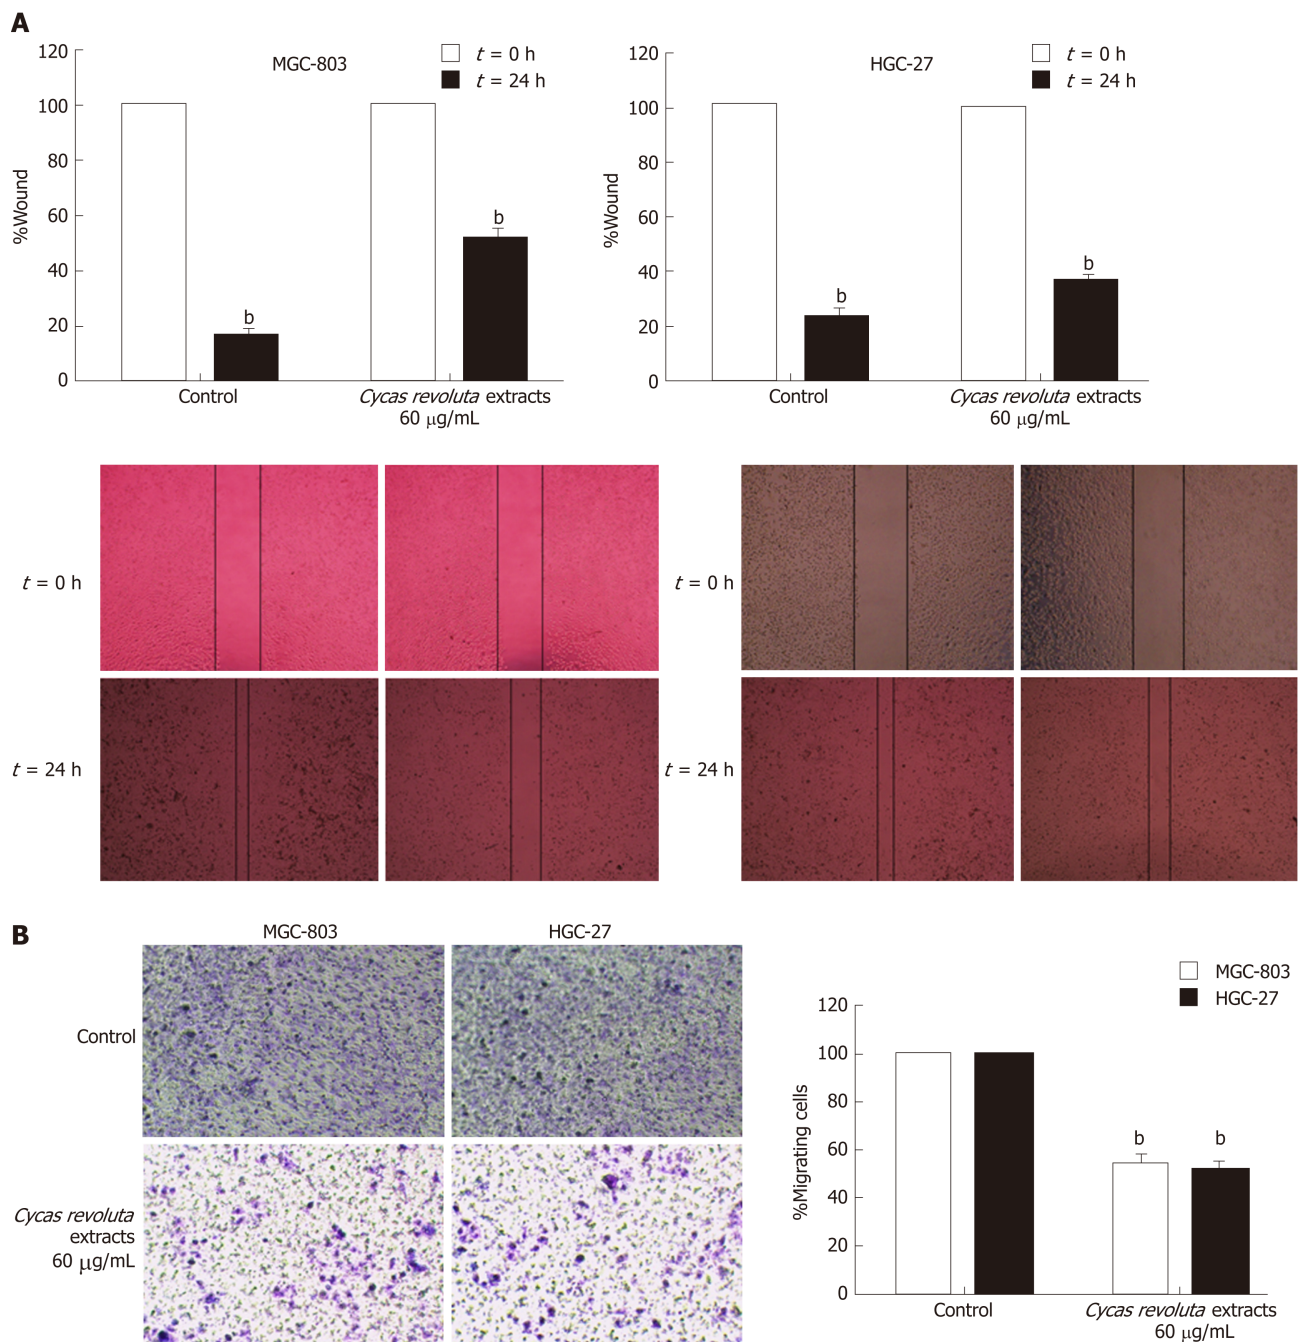 A
MGC-803
t = 0 h
t = 24 h
%Wound
120
100
80
60
40
20
0
b
b
Control
Cycas revoluta extracts
60 μg/mL
HGC-27
t = 0 h
t = 24 h
%Wound
120
100
80
60
40
20
0
b
b
Control
Cycas revoluta extracts
60 μg/mL
t = 0 h
t = 0 h
t = 24 h
t = 24 h
B
MGC-803
HGC-27
Control
Cycas revoluta
extracts
60 μg/mL
MGC-803
HGC-27
%Migrating cells
120
100
80
60
40
20
0
b
b
Control
Cycas revoluta extracts
60 μg/mL